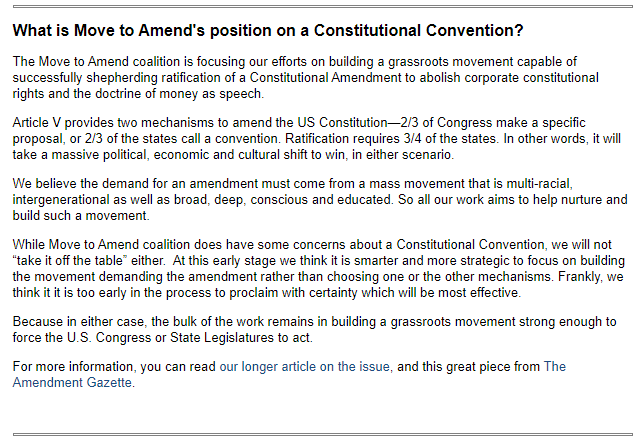 What is Move to Amend's position on a Constitutional Convention?
The Move to Amend coalition is focusing our efforts on building a grassroots movement capable of
successfully shepherding ratification of a Constitutional Amendment to abolish corporate constitutional
rights and the doctrine of money as speech.
Article V provides two mechanisms to amend the US Constitution—2/3 of Congress make a specific
proposal, or 2/3 of the states call a convention. Ratification requires 3/4 of the states. In other words, it will
take a massive political, economic and cultural shift to win, in either scenario.
We believe the demand for an amendment must come from a mass movement that is multi-racial,
intergenerational as well as broad, deep, conscious and educated. So all our work aims to help nurture and
build such a movement.
While Move to Amend coalition does have some concerns about a Constitutional Convention, we will not
“take it off the table” either.  At this early stage we think it is smarter and more strategic to focus on building
the movement demanding the amendment rather than choosing one or the other mechanisms. Frankly, we
think it it is too early in the process to proclaim with certainty which will be most effective.
Because in either case, the bulk of the work remains in building a grassroots movement strong enough to
force the U.S. Congress or State Legislatures to act.
For more information, you can read our longer article on the issue, and this great piece from The
Amendment Gazette.